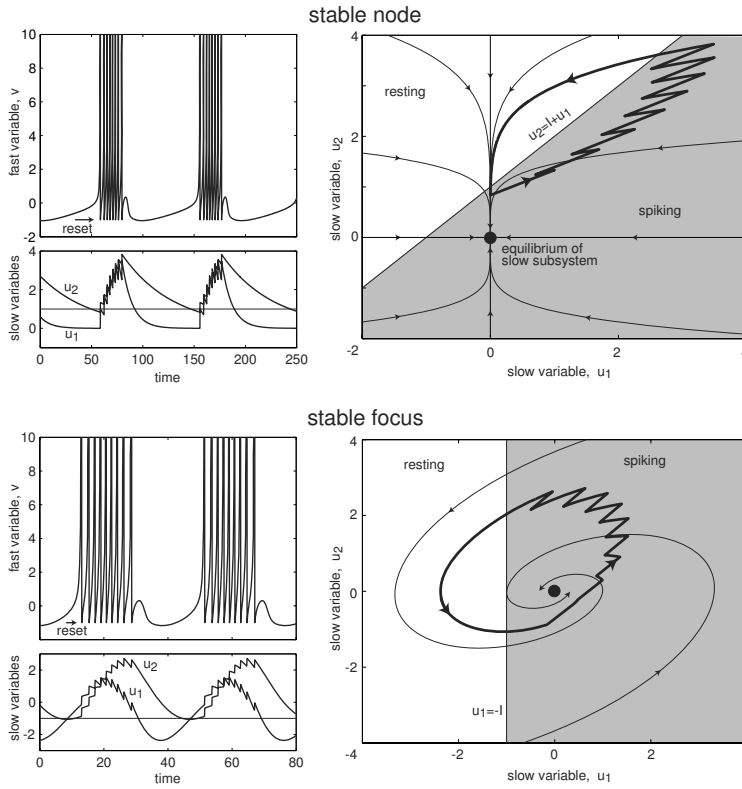 stable node
10
8
6
4
2
0
-2
fast variable, v
reset
4
2
0
slow variables
u2
u1
0 50 100 150 200 250
time
4
2
0
-2
slow variable, u2
resting
u2=I+u1
spiking
equilibrium of
slow subsystem
-2 0 2 4
slow variable, u1
stable focus
10
8
6
4
2
0
fast variable, v
reset
2
0
-2
slow variables
u2
u1
0 20 40 60 80
time
4
2
0
-2
-4
slow variable, u2
resting
spiking
u1=-I
-4 -2 0 2
slow variable, u1